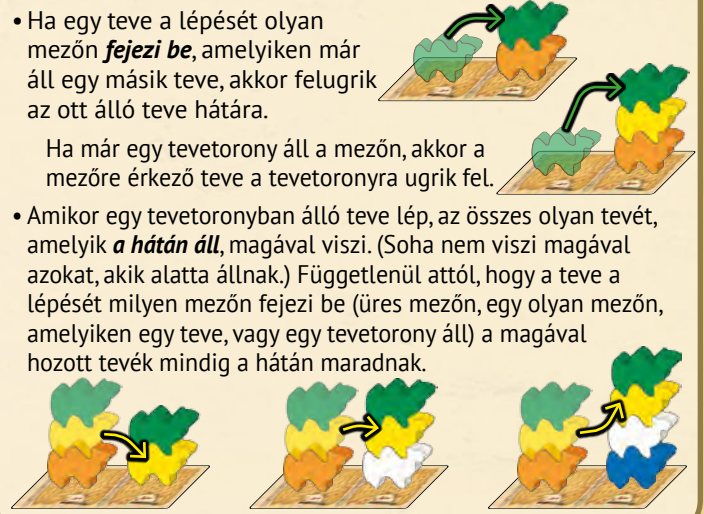 • Ha egy teve a lépését olyan
mezőn fejezi be, amelyiken már
áll egy másik teve, akkor felugrik
az ott álló teve hátára.
Ha már egy tevetorony áll a mezőn, akkor a
mezőre érkező teve a tevetoronyra ugrik fel.
• Amikor egy tevetoronyban álló teve lép, az összes olyan tevét,
amelyik a hátán áll, magával viszi. (Soha nem viszi magával
azokat, akik alatta állnak.) Függetlenül attól, hogy a teve a
lépését milyen mezőn fejezi be (üres mezőn, egy olyan mezőn,
amelyiken egy teve, vagy egy tevetorony áll) a magával
hozott tevék mindig a hátán maradnak.